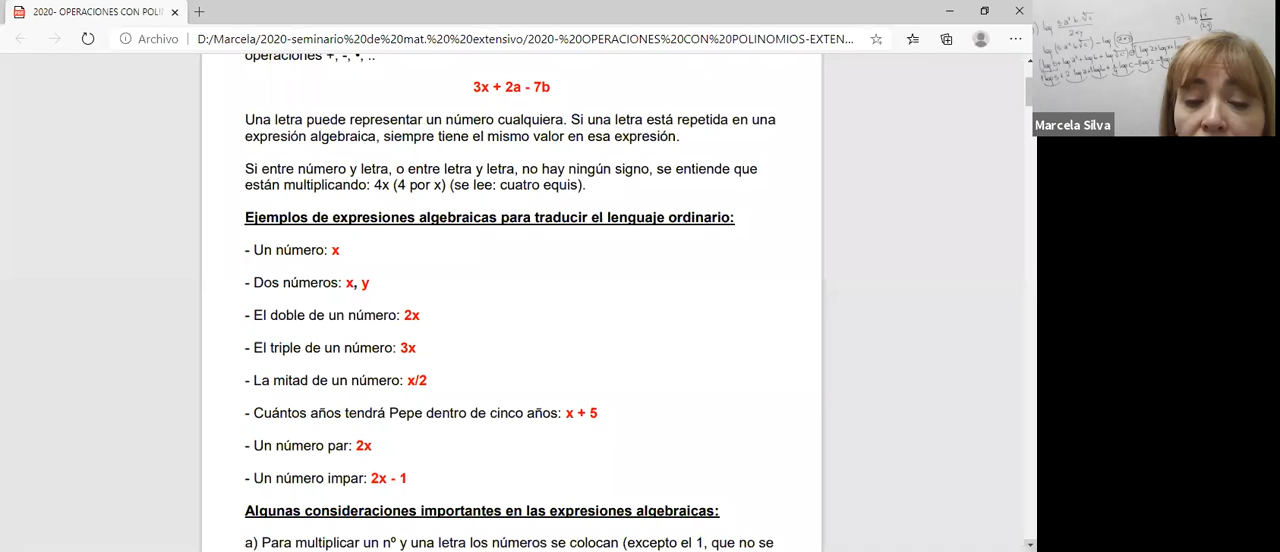 2020- OPERACIONES CON POLIN
Archivo | D:/Marcela/2020-seminario%20de%20mat.%20%20extensivo/2020-%20OPERACIONES%20CON%20POLINOMIOS-EXTEN...
operaciones +, -, •, ::
3x + 2a - 7b
Una letra puede representar un número cualquiera. Si una letra está repetida en una
expresión algebraica, siempre tiene el mismo valor en esa expresión.
Si entre número y letra, o entre letra y letra, no hay ningún signo, se entiende que
están multiplicando: 4x (4 por x) (se lee: cuatro equis).
Ejemplos de expresiones algebraicas para traducir el lenguaje ordinario:
- Un número: x
- Dos números: x, y
- El doble de un número: 2x
- El triple de un número: 3x
- La mitad de un número: x/2
- Cuántos años tendrá Pepe dentro de cinco años: x + 5
- Un número par: 2x
- Un número impar: 2x - 1
Algunas consideraciones importantes en las expresiones algebraicas:
a) Para multiplicar un nº y una letra los números se colocan (excepto el 1, que no se
Marcela Silva